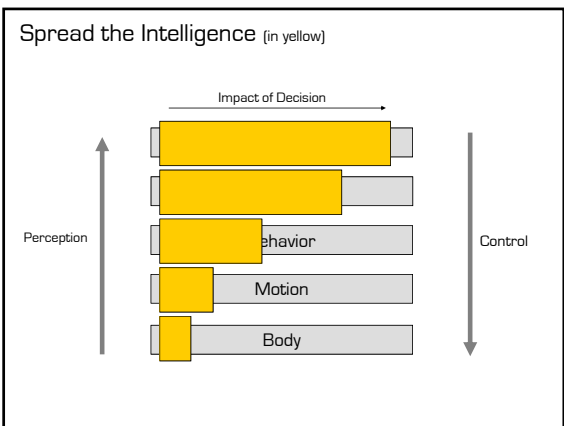 Spread the Intelligence (in yellow)
Impact of Decision
Perception
ehavior
Control
Motion
Body